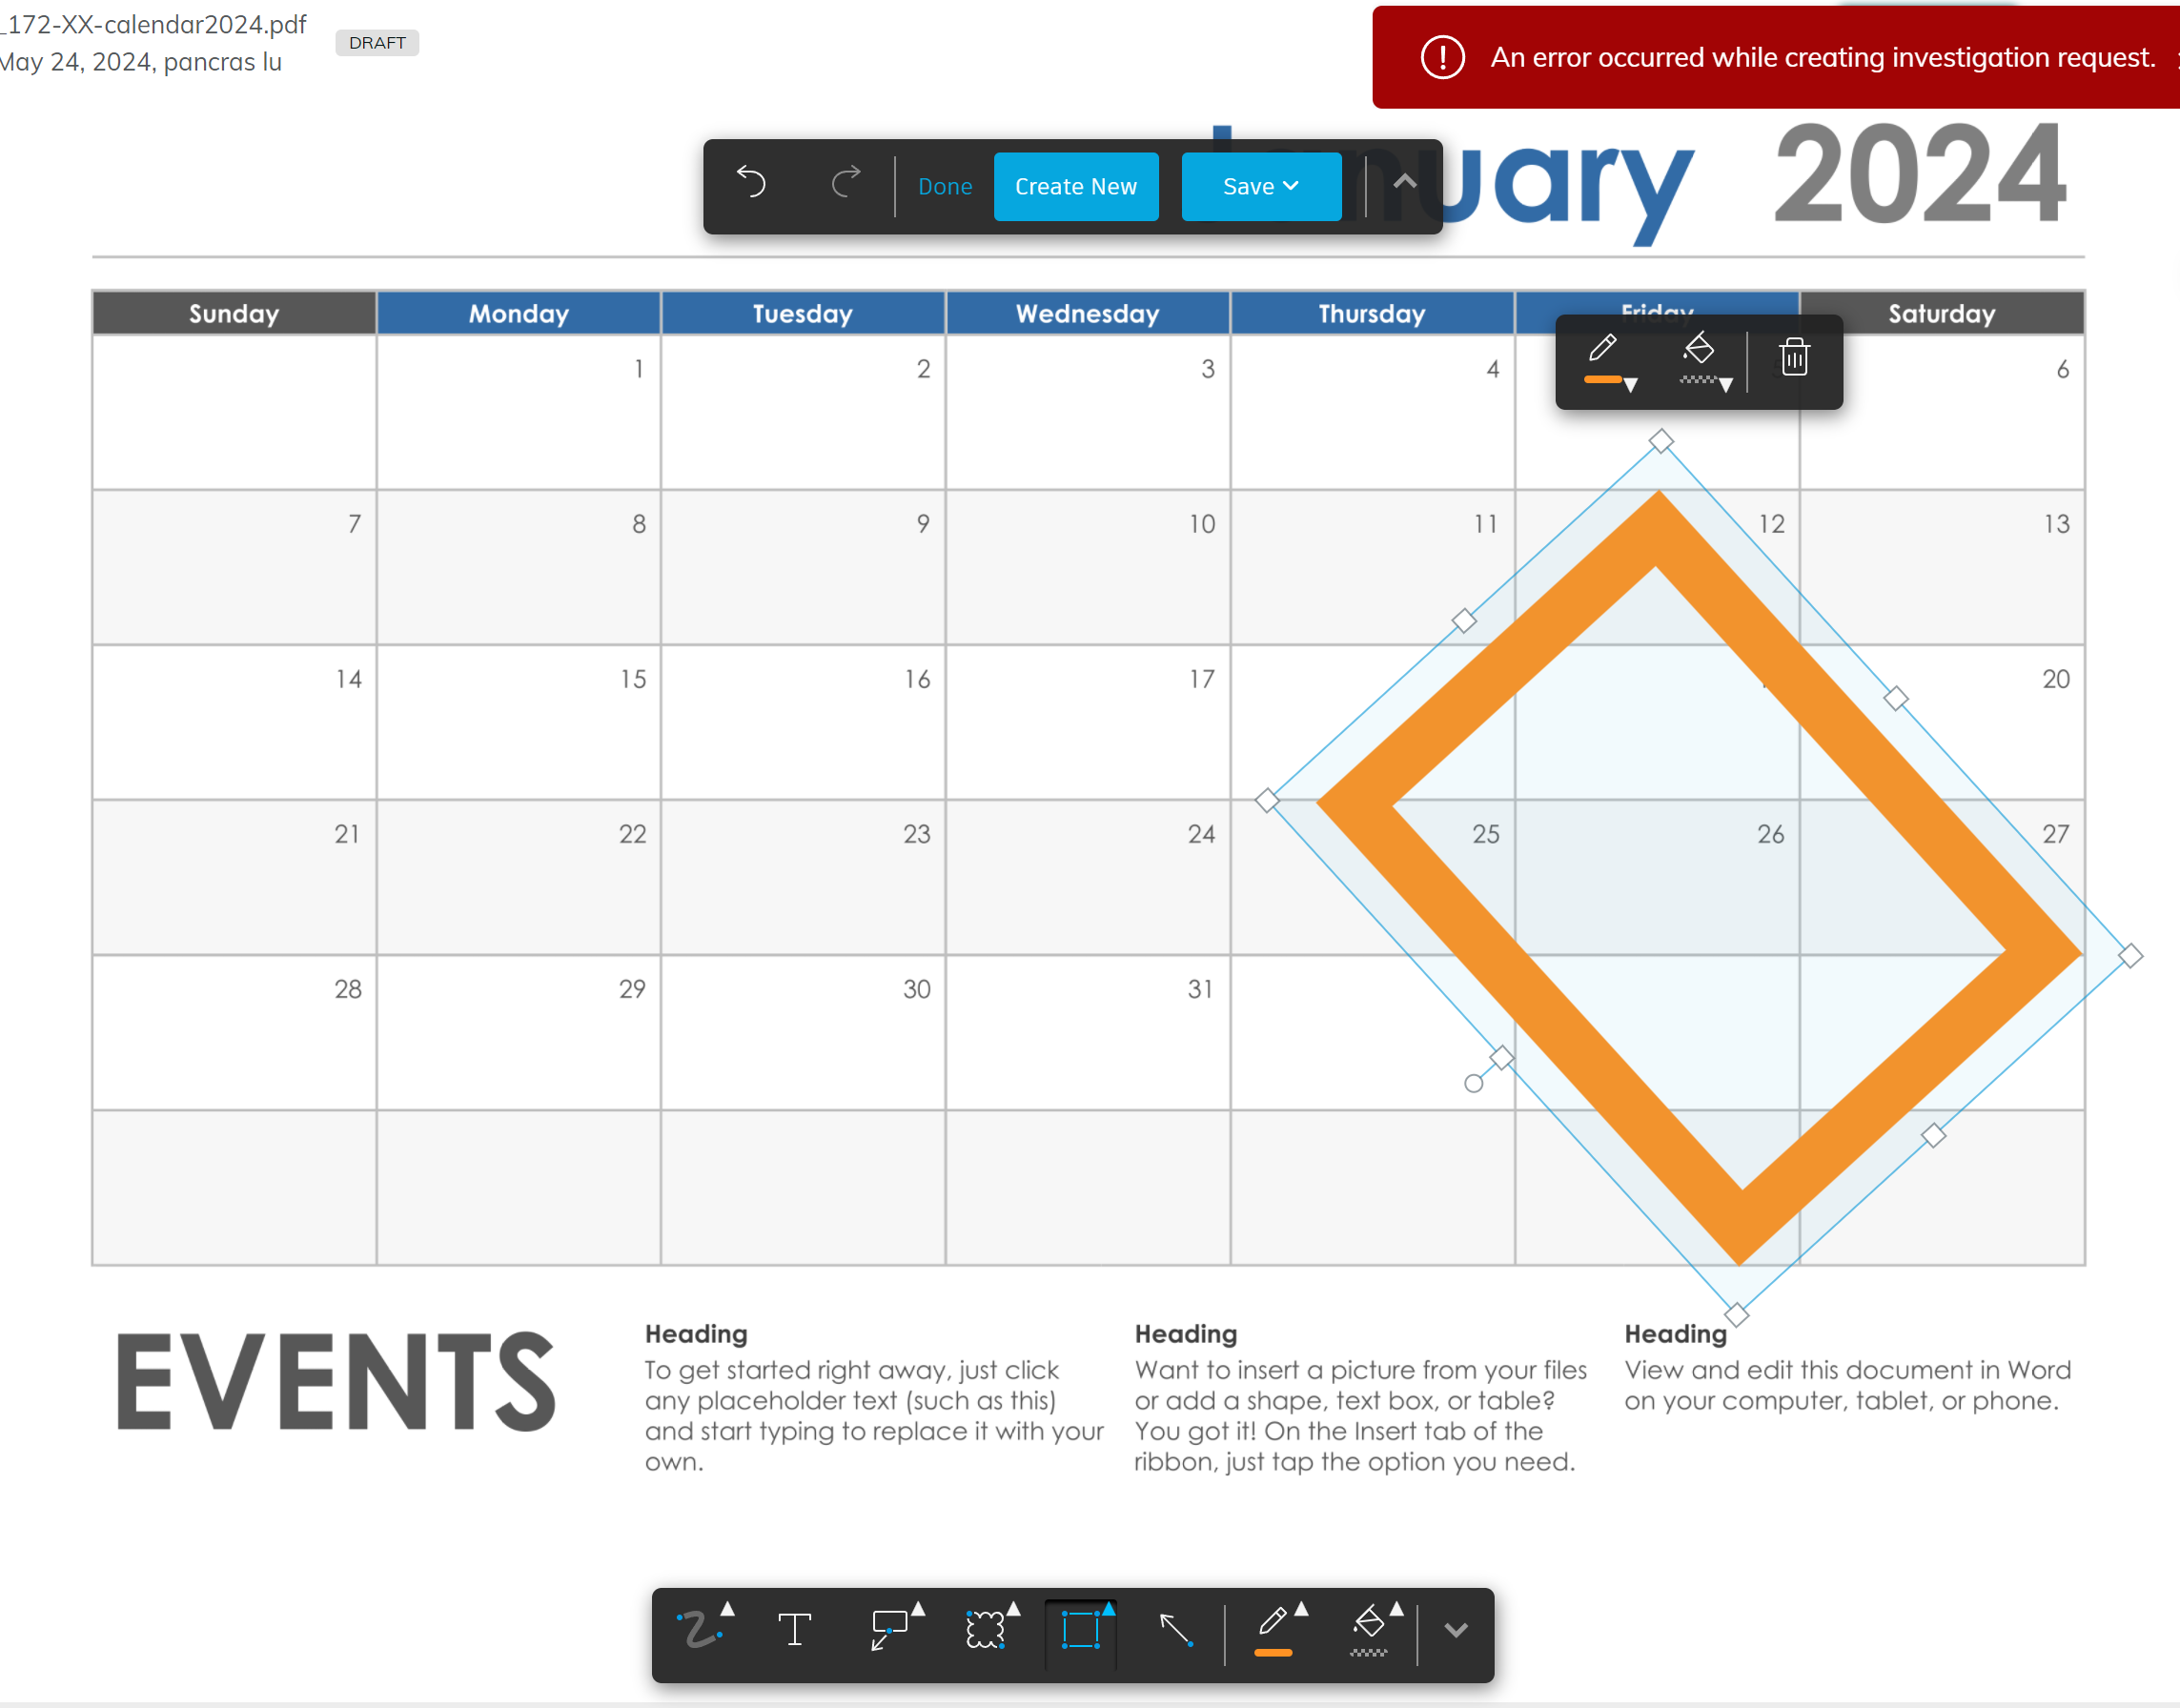 _172-XX-calendar2024.pdf
May 24, 2024, pancras lu
DRAFT
An error occurred while creating investigation request.
January 2024
Done
Create New
Save
Sunday Monday Tuesday Wednesday Thursday Friday Saturday
1 2 3 4 5 6
7 8 9 10 11 12 13
14 15 16 17 20
21 22 23 24 25 26 27
28 29 30 31
EVENTS
Heading
To get started right away, just click
any placeholder text (such as this)
and start typing to replace it with your
own.
Heading
Want to insert a picture from your files
or add a shape, text box, or table?
You got it! On the Insert tab of the
ribbon, just tap the option you need.
Heading
View and edit this document in Word
on your computer, tablet, or phone.
T